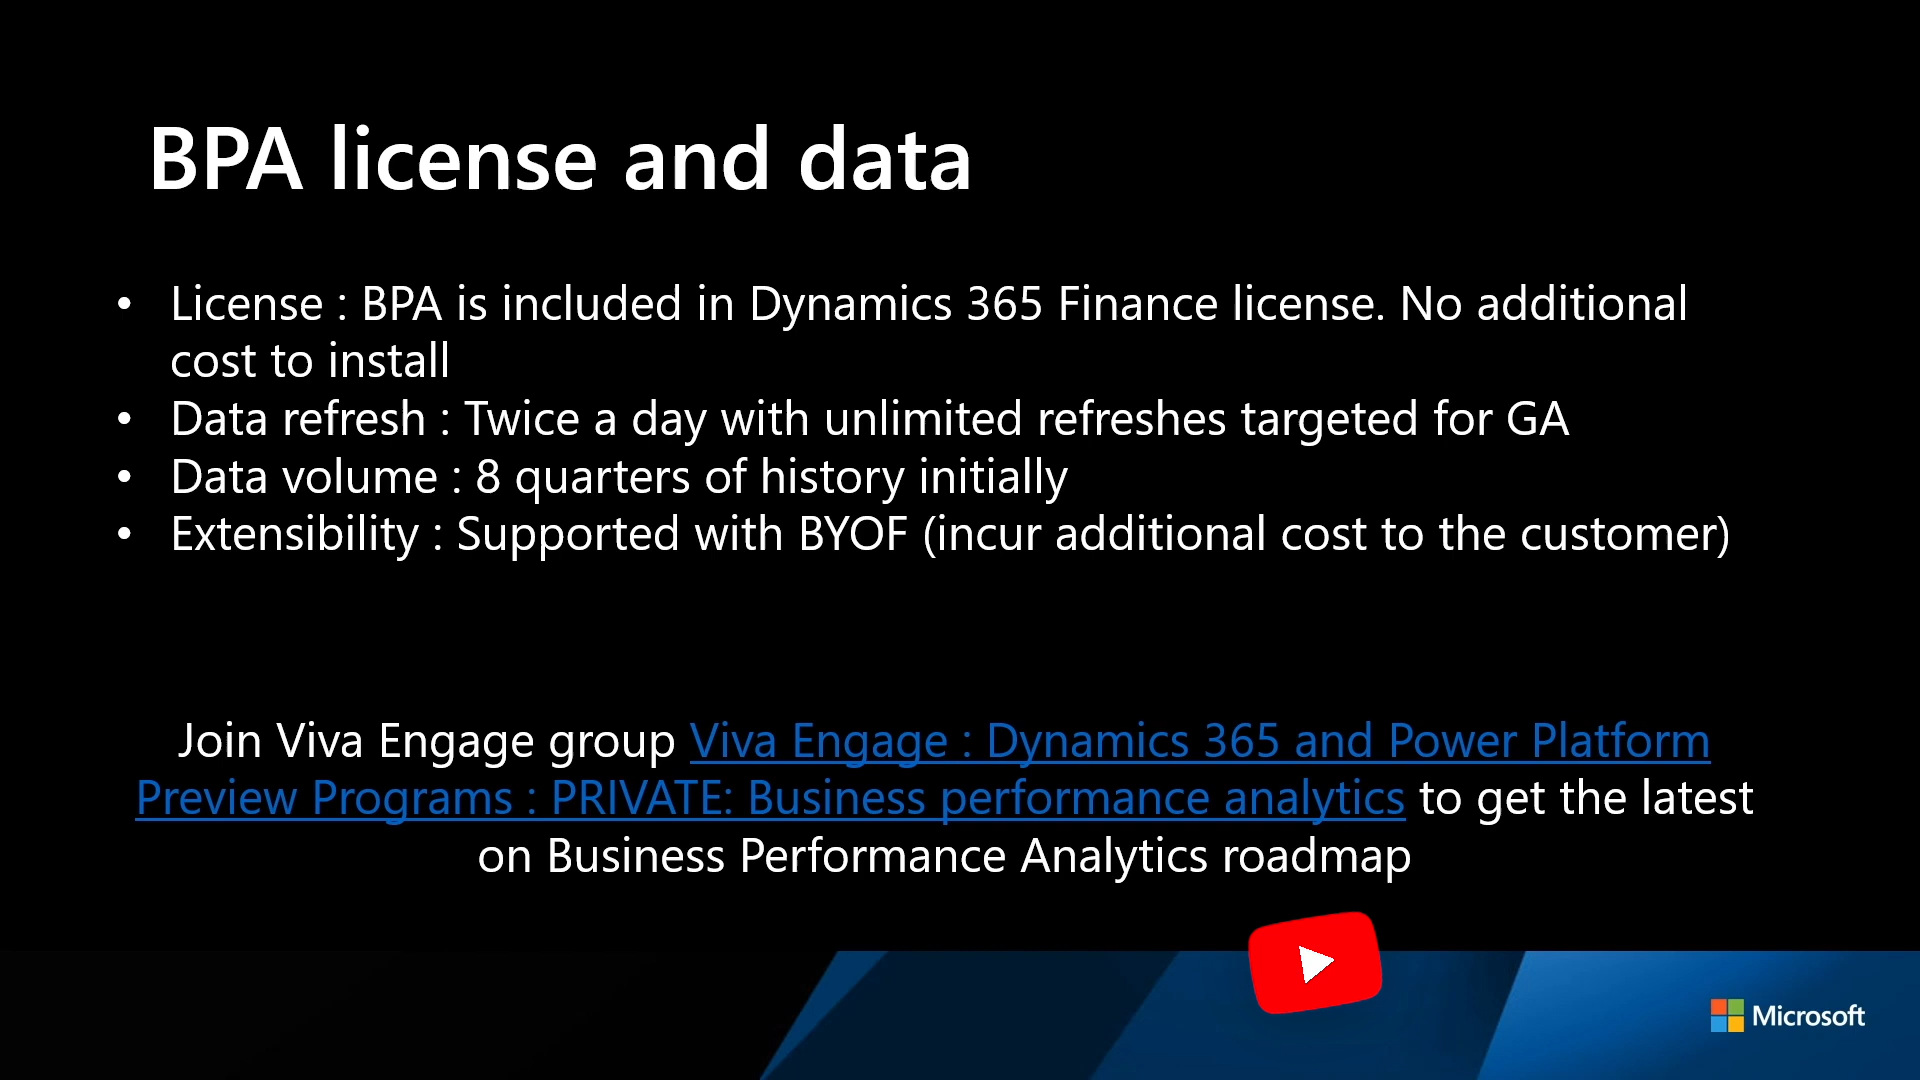 BPA license and data
• License : BPA is included in Dynamics 365 Finance license. No additional
cost to install
• Data refresh : Twice a day with unlimited refreshes targeted for GA
• Data volume : 8 quarters of history initially
• Extensibility : Supported with BYOF (incur additional cost to the customer)
Join Viva Engage group Viva Engage : Dynamics 365 and Power Platform
Preview Programs : PRIVATE: Business performance analytics to get the latest
on Business Performance Analytics roadmap
Microsoft